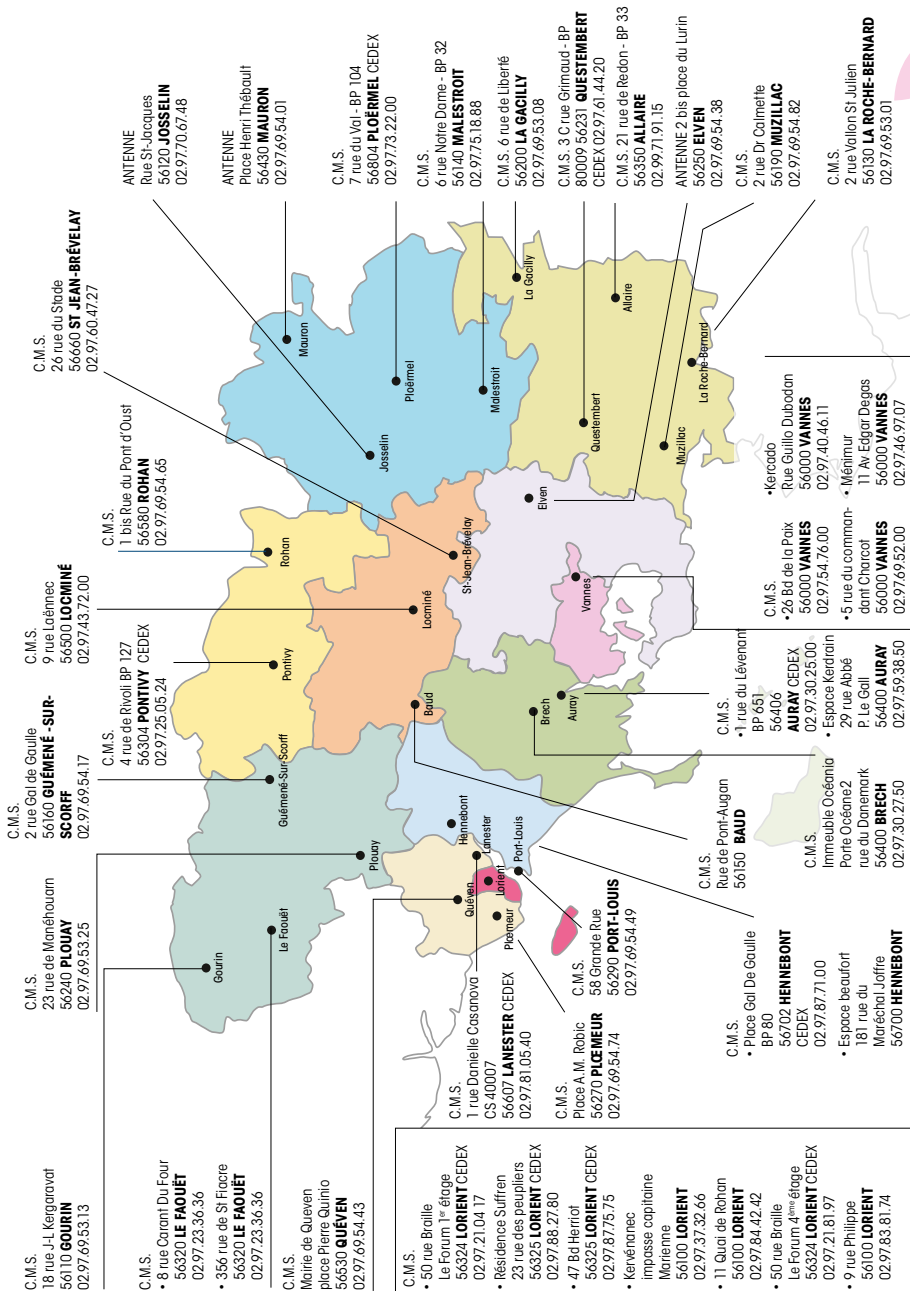 C.M.S.
18 rue J-L Kergaravat
56110 GOURIN
02.97.69.53.13
C.M.S.
23 rue de Manéhouarn
56240 PLOUAY
02.97.69.53.25
C.M.S.
2 rue Gal de Gaulle
56160 GUÉMENÉ - SUR-
SCORFF
02.97.69.54.17
C.M.S.
9 rue Laënnec
56500 LOCMINÉ
02.97.43.72.00
C.M.S.
4 rue de Rivoli BP 127
56304 PONTIVY CEDEX
02.97.25.05.24
C.M.S.
1 bis Rue du Pont d'Oust
56580 ROHAN
02.97.69.54.65
C.M.S.
26 rue du Stade
56660 ST JEAN-BRÉVELAY
02.97.60.47.27
ANTENNE
Rue St-Jacques
56120 JOSSELIN
02.97.70.67.48
ANTENNE
Place Henri Thébault
56430 MAURON
02.97.69.54.01
C.M.S.
7 rue du Val - BP 104
56804 PLOËRMEL CEDEX
02.97.73.22.00
C.M.S.
6 rue Notre Dame - BP 32
56140 MALESTROIT
02.97.75.18.88
C.M.S. 6 rue de Liberté
56200 LA GACILLY
02.97.69.53.08
C.M.S. 3 C rue Grimaud - BP
80009 56231 QUESTEMBERT
CEDEX 02.97.61.44.20
C.M.S. 21 rue de Redon - BP 33
56350 ALLAIRE
02.99.71.91.15
ANTENNE 2 bis place du Lurin
56250 ELVEN
02.97.69.54.38
C.M.S.
2 rue Dr Calmette
56190 MUZILLAC
02.97.69.54.82
C.M.S.
2 rue Vallon St Julien
56130 LA ROCHE-BERNARD
02.97.69.53.01
C.M.S.
• 8 rue Carant Du Four
56320 LE FAOUËT
02.97.23.36.36
• 356 rue de St Fiacre
56320 LE FAOUËT
02.97.23.36.36
C.M.S.
Mairie de Queven
place Pierre Quinio
56530 QUÉVEN
02.97.69.54.43
C.M.S.
• 50 rue Braille
Le Forum 1er étage
56324 LORIENT CEDEX
02.97.21.04 17
• Résidence Suffren
23 rue des peupliers
56325 LORIENT CEDEX
02.97.88.27.80
• 47 Bd Herriot
56325 LORIENT CEDEX
02.97.87.75.75
• Kervénanec
impasse capitaine
Marienne
56100 LORIENT
02.97.37.32.66
• 11 Quai de Rohan
56100 LORIENT
02.97.84.42.42
• 50 rue Braille
Le Forum 4ème étage
56324 LORIENT CEDEX
02.97.21.81.97
• 9 rue Philippe
56100 LORIENT
02.97.83.81.74
C.M.S.
1 rue Danielle Casanova
CS 40007
56607 LANESTER CEDEX
02.97.81.05.40
C.M.S.
Place A.M. Robic
56270 PLŒMEUR
02.97.69.54.74
C.M.S.
58 Grande Rue
56290 PORT-LOUIS
02.97.69.54.49
C.M.S.
• Place Gal De Gaulle
BP 80
56702 HENNEBONT
CEDEX
02.97.87.71.00
• Espace beaufort
181 rue du
Maréchal Joffre
56700 HENNEBONT
C.M.S.
Rue de Port-Augan
56150 BAUD
C.M.S.
Immeuble Océania
Porte Océane2
rue du Danemark
56400 BRECH
02.97.30.27.50
C.M.S.
• 1 rue du Lévenant
BP 651
56406
AURAY CEDEX
02.97.30.25.00
• Espace Kerdrain
29 rue Abbé
P. Le Gall
56400 AURAY
02.97.59.38.50
C.M.S.
• 26 Bd de la Paix
56000 VANNES
02.97.54.76.00
• 5 rue du comman-
dant Charcot
56000 VANNES
02.97.69.52.00
• Kercado
Rue Guillo Dubodan
56000 VANNES
02.97.40.46.11
• Ménimur
11 Av Edgar Degas
56000 VANNES
02.97.46.97.07
Gourin
Le Faouët
Plouay
Guémené-Sur-Scorff
Pontivy
Rohan
Locminé
St-Jean-Brévelay
Baud
Josselin
Mauron
Ploërmel
Malestroit
La Gacilly
Questembert
Allaire
Muzillac
La Roche-Bernard
Elven
Vannes
Brech
Auray
Hennebont
Lanester
Port-Louis
Quéven
Lorient
Plœmeur